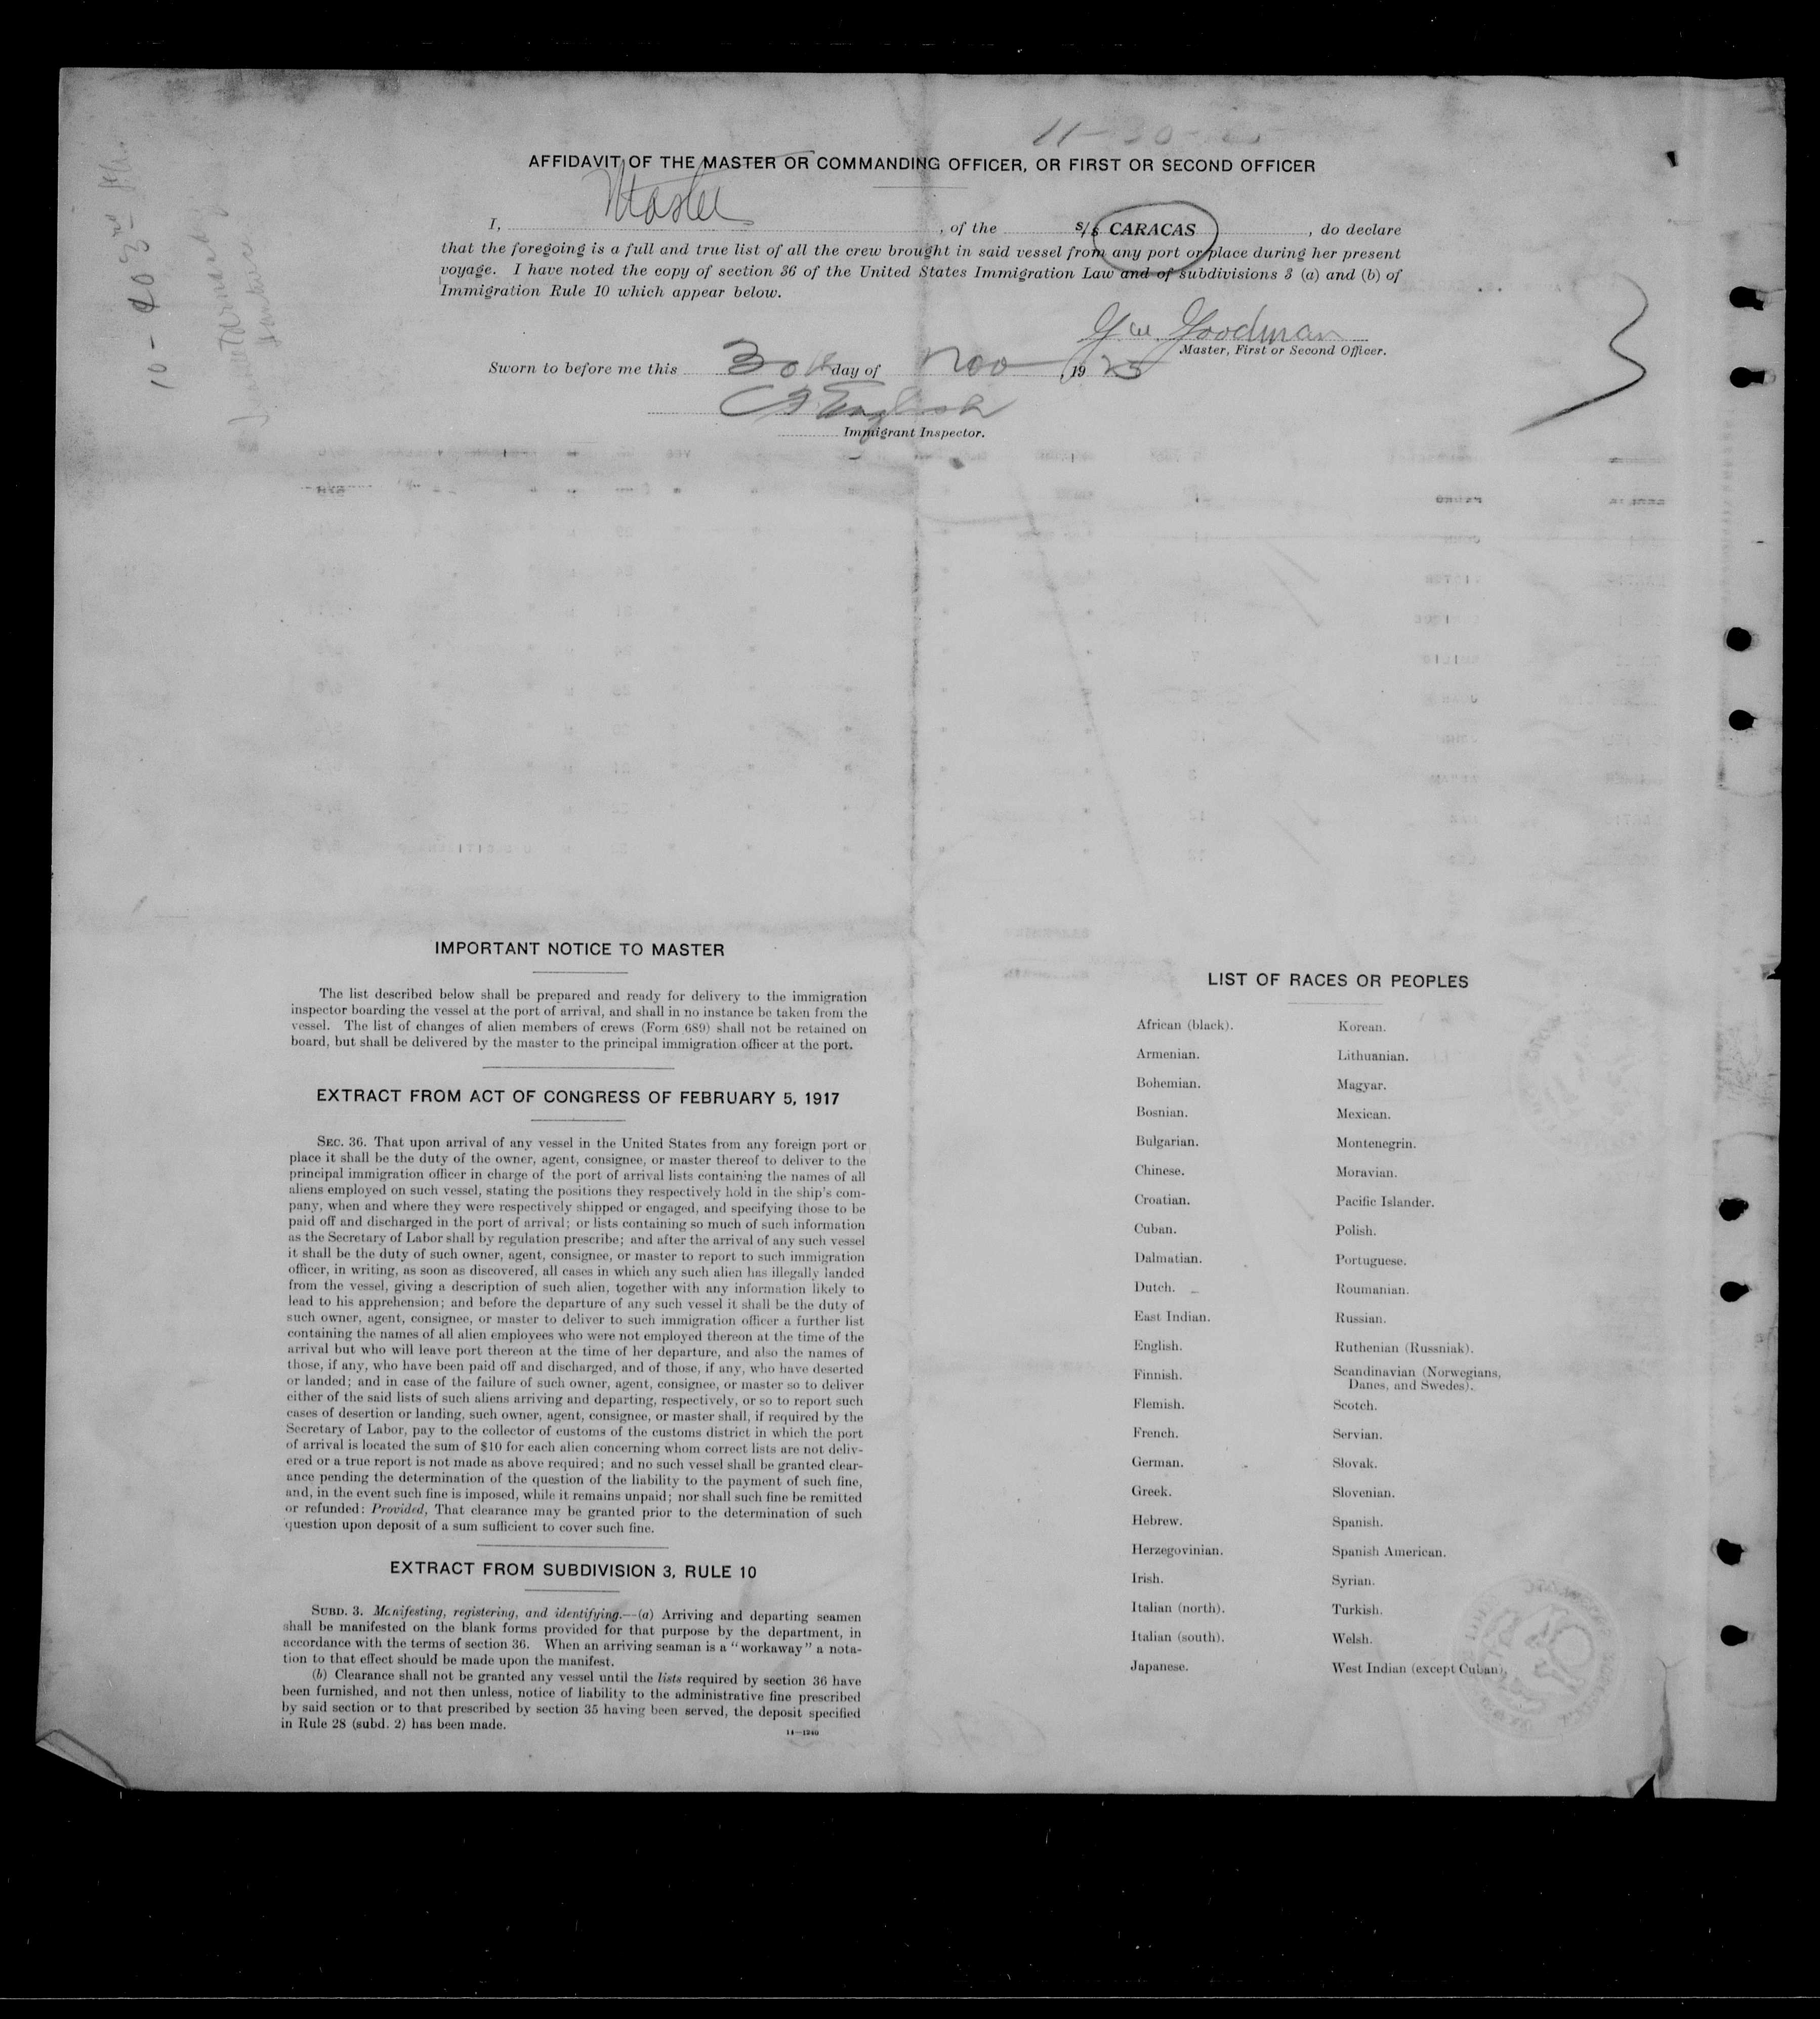 11-30-
AFFIDAVIT OF THE MASTER OR COMMANDING OFFICER, OR FIRST OR SECOND OFFICER
I, Master, of the S/S CARACAS, do declare
that the foregoing is a full and true list of all the crew brought in said vessel from any port or place during her present
voyage. I have noted the copy of section 36 of the United States Immigration Law and of subdivisions 3 (a) and (b) of
Immigration Rule 10 which appear below.
Goodman
Master, First or Second Officer.
Sworn to before me this 30th day of Nov, 1925
English
Immigrant Inspector.
IMPORTANT NOTICE TO MASTER
The list described below shall be prepared and ready for delivery to the immigration
inspector boarding the vessel at the port of arrival, and shall in no instance be taken from the
vessel. The list of changes of alien members of crews (Form 689) shall not be retained on
board, but shall be delivered by the master to the principal immigration officer at the port.
EXTRACT FROM ACT OF CONGRESS OF FEBRUARY 5, 1917
SEC. 36. That upon arrival of any vessel in the United States from any foreign port or
place it shall be the duty of the owner, agent, consignee, or master thereof to deliver to the
principal immigration officer in charge of the port of arrival lists containing the names of all
aliens employed on such vessel, stating the positions they respectively hold in the ship's com-
pany, when and where they were respectively shipped or engaged, and specifying those to be
paid off and discharged in the port of arrival; or lists containing so much of such information
as the Secretary of Labor shall by regulation prescribe; and after the arrival of any such vessel
it shall be the duty of such owner, agent, consignee, or master to report to such immigration
officer, in writing, as soon as discovered, all cases in which any such alien has illegally landed
from the vessel, giving a description of such alien, together with any information likely to
lead to his apprehension; and before the departure of any such vessel it shall be the duty of
such owner, agent, consignee, or master to deliver to such immigration officer a further list
containing the names of all alien employees who were not employed thereon at the time of the
arrival but who will leave port thereon at the time of her departure, and also the names of
those, if any, who have been paid off and discharged, and of those, if any, who have deserted
or landed; and in case of the failure of such owner, agent, consignee, or master so to deliver
either of the said lists of such aliens arriving and departing, respectively, or so to report such
cases of desertion or landing, such owner, agent, consignee, or master shall, if required by the
Secretary of Labor, pay to the collector of customs of the customs district in which the port
of arrival is located the sum of $10 for each alien concerning whom correct lists are not deliv-
ered or a true report is not made as above required; and no such vessel shall be granted clear-
ance pending the determination of the question of the liability to the payment of such fine,
and, in the event such fine is imposed, while it remains unpaid; nor shall such fine be remitted
or refunded: Provided, That clearance may be granted prior to the determination of such
question upon deposit of a sum sufficient to cover such fine.
EXTRACT FROM SUBDIVISION 3, RULE 10
SUBD. 3. Manifesting, registering, and identifying.—(a) Arriving and departing seamen
shall be manifested on the blank forms provided for that purpose by the department, in
accordance with the terms of section 36. When an arriving seaman is a "workaway" a nota-
tion to that effect should be made upon the manifest.
(b) Clearance shall not be granted any vessel until the lists required by section 36 have
been furnished, and not then unless, notice of liability to the administrative fine prescribed
by said section or to that prescribed by section 35 having been served, the deposit specified
in Rule 28 (subd. 2) has been made.
14—1240
LIST OF RACES OR PEOPLES
African (black).
Armenian.
Bohemian.
Bosnian.
Bulgarian.
Chinese.
Croatian.
Cuban.
Dalmatian.
Dutch.
East Indian.
English.
Finnish.
Flemish.
French.
German.
Greek.
Hebrew.
Herzegovinian.
Irish.
Italian (north).
Italian (south).
Japanese.
Korean.
Lithuanian.
Magyar.
Mexican.
Montenegrin.
Moravian.
Pacific Islander.
Polish.
Portuguese.
Roumanian.
Russian.
Ruthenian (Russniak).
Scandinavian (Norwegians,
Danes, and Swedes).
Scotch.
Servian.
Slovak.
Slovenian.
Spanish.
Spanish American.
Syrian.
Turkish.
Welsh.
West Indian (except Cuban).